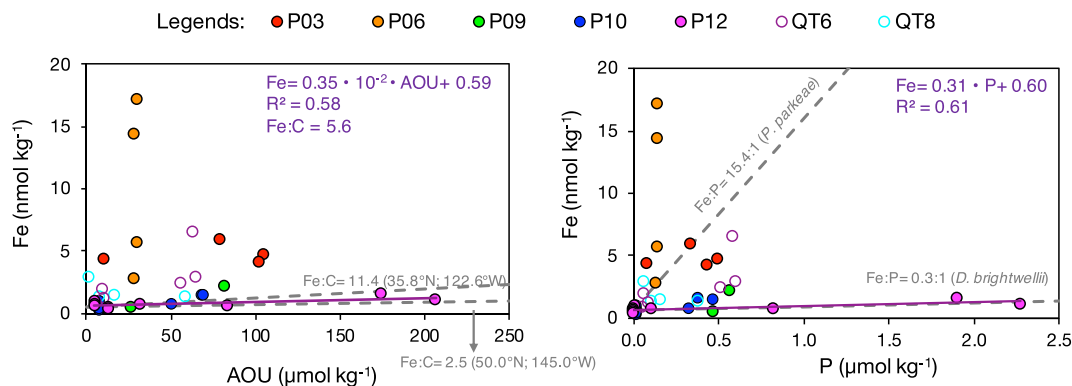 Legends: P03 P06 P09 P10 P12 QT6 QT8
Fe (nmol kg⁻¹)
20
15
10
5
0
Fe= 0.35 • 10⁻² • AOU+ 0.59
R² = 0.58
Fe:C = 5.6
Fe:C= 11.4 (35.8°N; 122.6°W)
0 50 100 150 200 250
Fe:C= 2.5 (50.0°N; 145.0°W)
AOU (µmol kg⁻¹)
Fe (nmol kg⁻¹)
20
15
10
5
0
Fe= 0.31 • P+ 0.60
R² = 0.61
Fe:P= 15.4:1 (P. parkeae)
Fe:P= 0.3:1 (D. brightwellii)
0.0 0.5 1.0 1.5 2.0 2.5
P (µmol kg⁻¹)